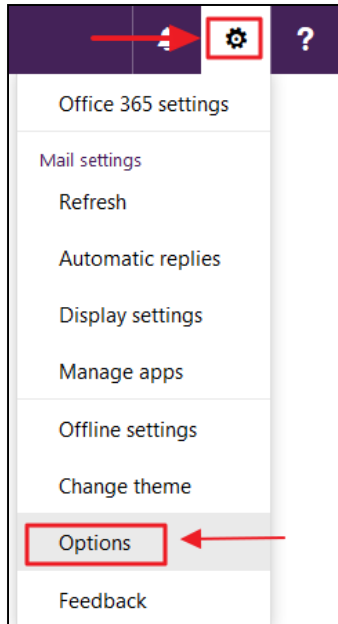 ?
Office 365 settings
Mail settings
Refresh
Automatic replies
Display settings
Manage apps
Offline settings
Change theme
Options
Feedback